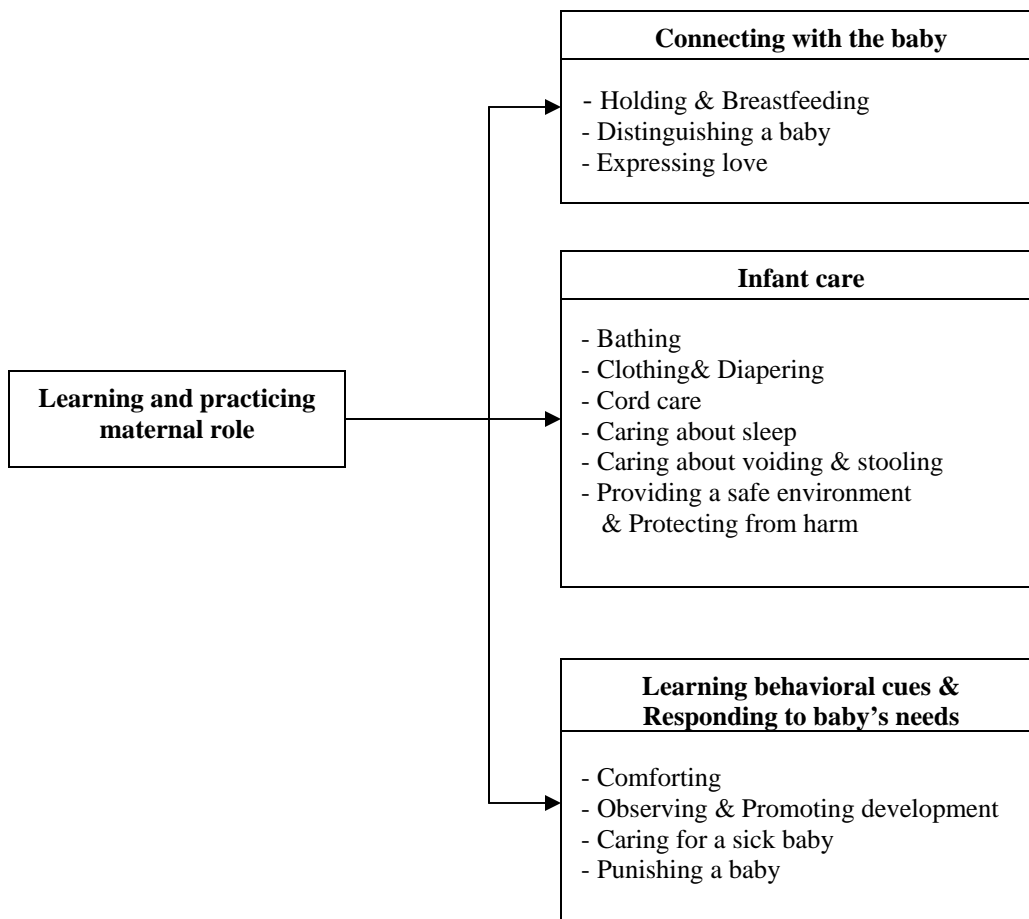 Connecting with the baby
- Holding & Breastfeeding
- Distinguishing a baby
- Expressing love
Infant care
- Bathing
- Clothing& Diapering
- Cord care
- Caring about sleep
- Caring about voiding & stooling
- Providing a safe environment
& Protecting from harm
Learning and practicing
maternal role
Learning behavioral cues &
Responding to baby’s needs
- Comforting
- Observing & Promoting development
- Caring for a sick baby
- Punishing a baby